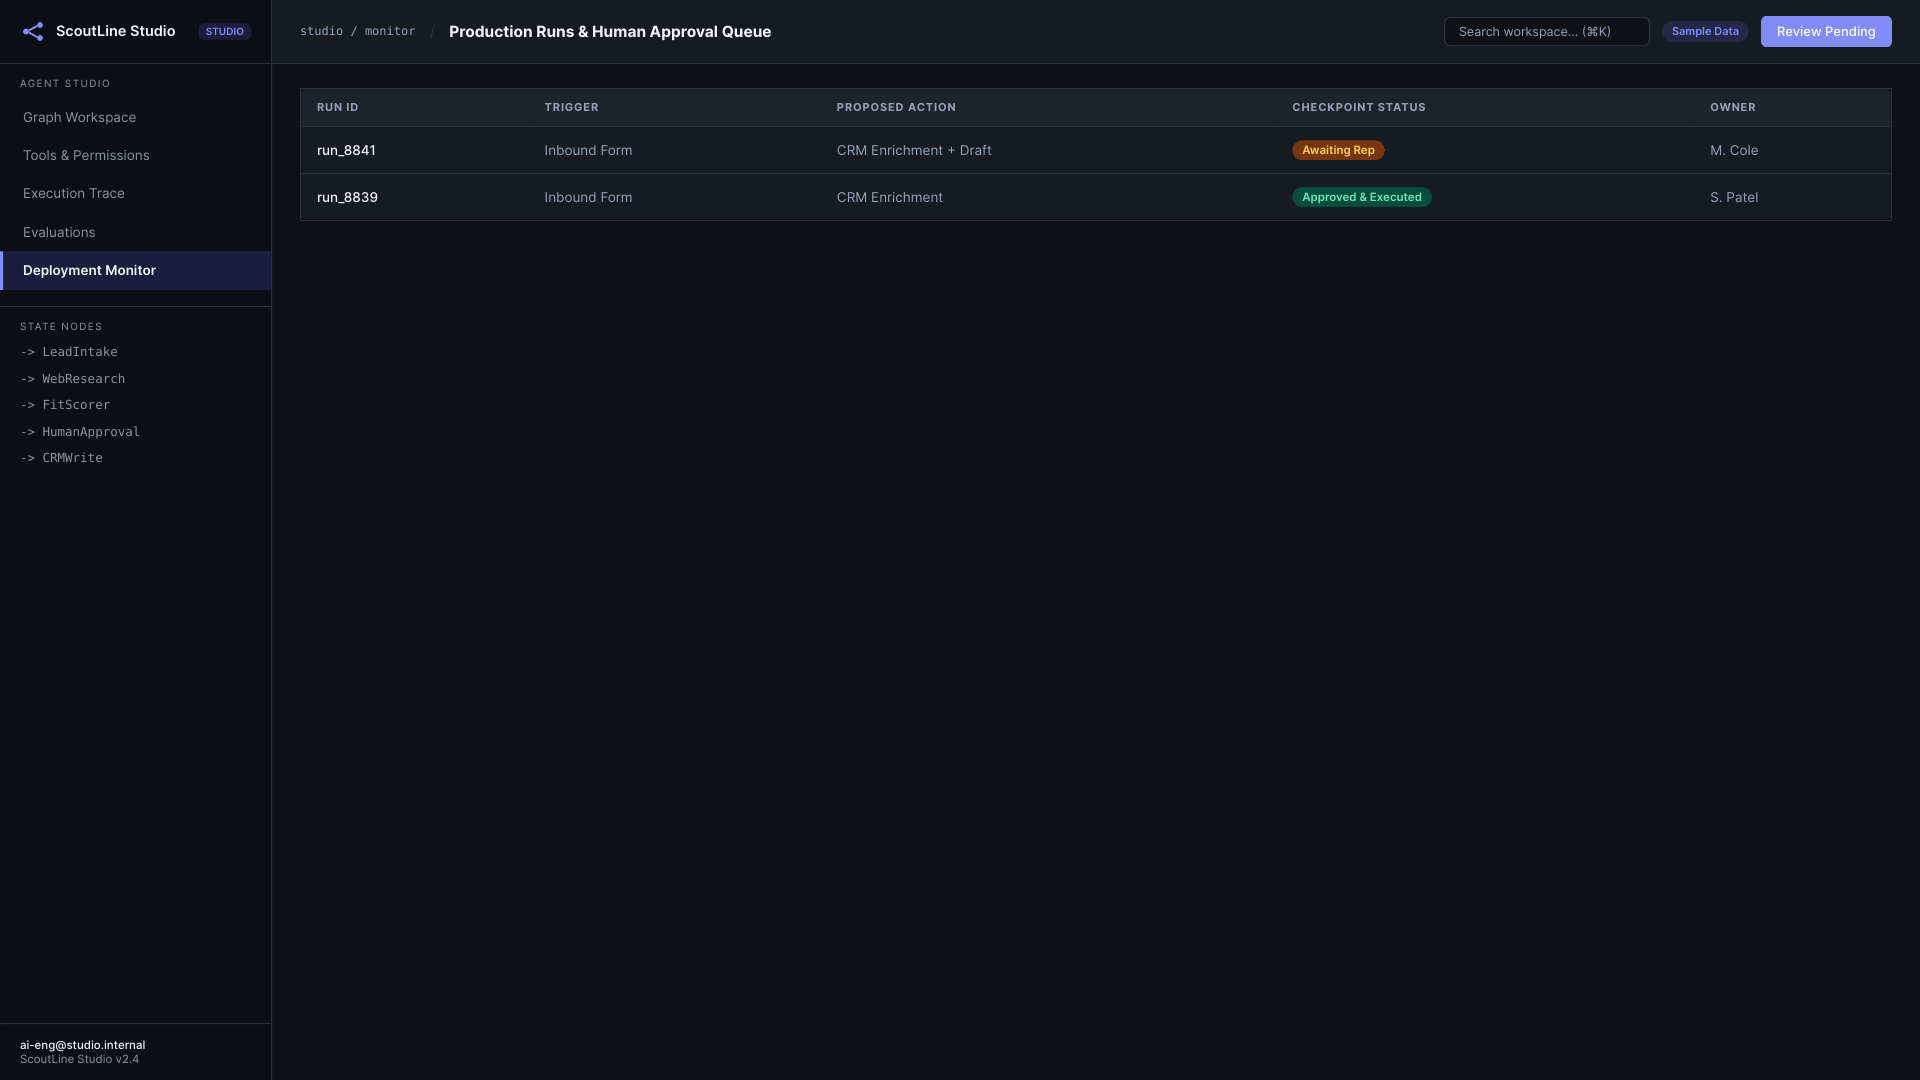 ScoutLine Studio STUDIO
AGENT STUDIO
Graph Workspace
Tools & Permissions
Execution Trace
Evaluations
Deployment Monitor
STATE NODES
-> LeadIntake
-> WebResearch
-> FitScorer
-> HumanApproval
-> CRMWrite
ai-eng@studio.internal
ScoutLine Studio v2.4
studio / monitor / Production Runs & Human Approval Queue
Search workspace... (⌘K) Sample Data Review Pending
RUN ID TRIGGER PROPOSED ACTION CHECKPOINT STATUS OWNER
run_8841 Inbound Form CRM Enrichment + Draft Awaiting Rep M. Cole
run_8839 Inbound Form CRM Enrichment Approved & Executed S. Patel